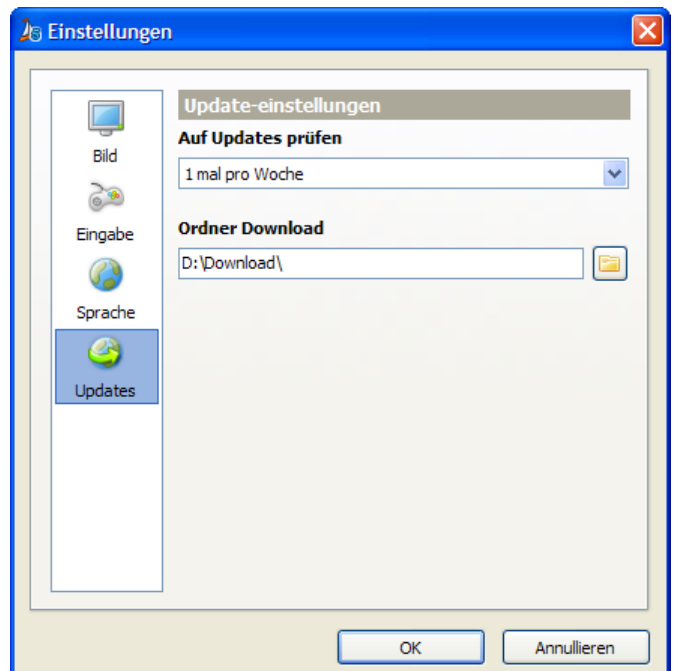 Einstellungen
Bild
Eingabe
Sprache
Updates
Update-einstellungen
Auf Updates prüfen
1 mal pro Woche
Ordner Download
D:\Download\
OK
Annullieren